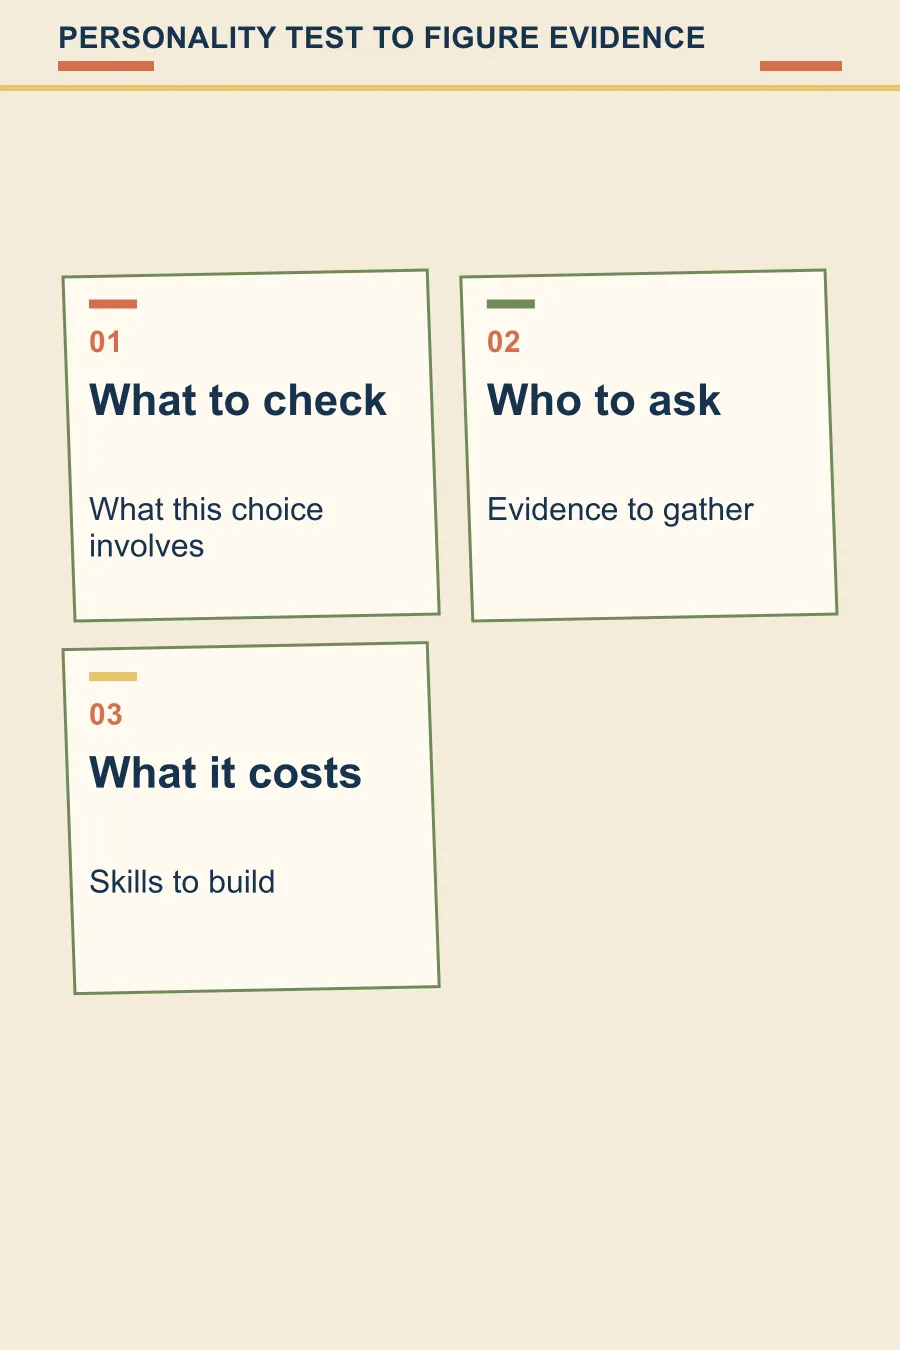 PERSONALITY TEST TO FIGURE EVIDENCE
01
What to check
What this choice
involves
02
Who to ask
Evidence to gather
03
What it costs
Skills to build